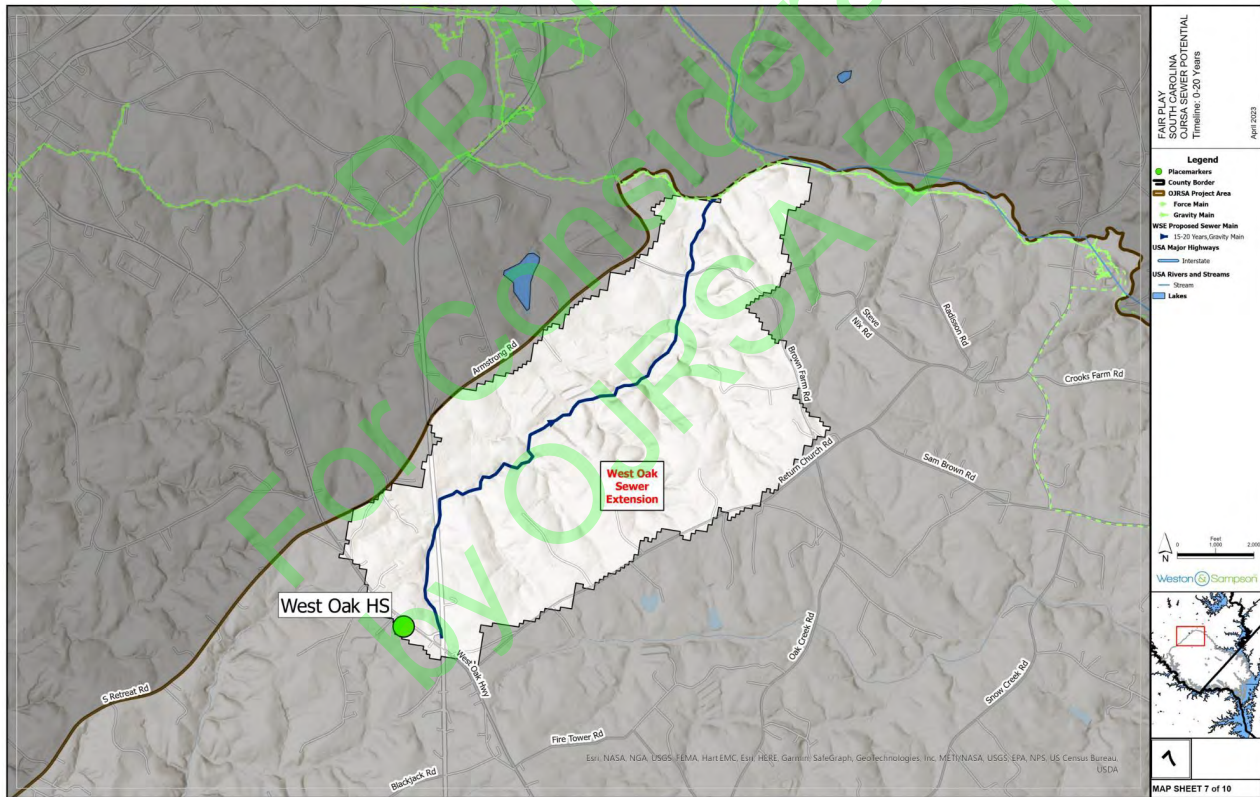 DRAFT
For Consideration
by OJRSA Board
Armstrong Rd
Steve
Nix Rd
Radisson Rd
Brown Farm Rd
Crooks Farm Rd
Return Church Rd
Sam Brown Rd
West Oak
Sewer
Extension
West Oak HS
West Oak Hwy
Oak Creek Rd
Snow Creek Rd
S Retreat Rd
Fire Tower Rd
Blackjack Rd
Esri, NASA, NGA, USGS, FEMA, Hart EMC, Esri, HERE, Garmin, SafeGraph, GeoTechnologies, Inc, METI/NASA, USGS, EPA, NPS, US Census Bureau,
USDA
FAIR PLAY
SOUTH CAROLINA
OJRSA SEWER POTENTIAL
Timeline: 0-20 Years
April 2023
Legend
Placemarkers
County Border
OJRSA Project Area
Force Main
Gravity Main
WSE Proposed Sewer Main
15-20 Years,Gravity Main
USA Major Highways
Interstate
USA Rivers and Streams
Stream
Lakes
Feet
0 1,000 2,000
N
Weston & Sampson
7
MAP SHEET 7 of 10